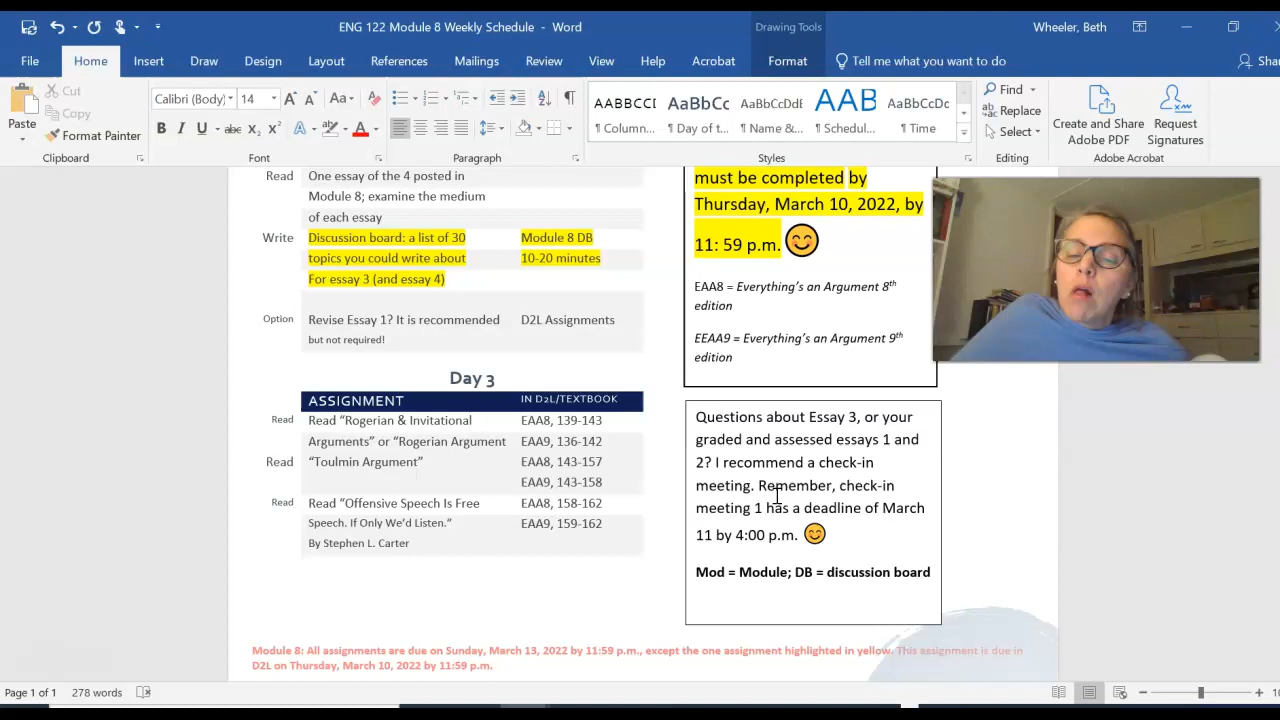 ENG 122 Module 8 Weekly Schedule - Word
Drawing Tools
Wheeler, Beth
File Home Insert Draw Design Layout References Mailings Review View Help Acrobat Format Tell me what you want to do
Paste
Cut
Copy
Format Painter
Clipboard
Calibri (Body) 14
Font
Paragraph
AABBCCI AaBbCc AaBbCcDdE AAB AaBbCcDc
¶ Column... ¶ Day of t... ¶ Name &... ¶ Schedul... ¶ Time
Styles
Find
Replace
Select
Editing
Create and Share
Adobe PDF
Request
Signatures
Adobe Acrobat
Read One essay of the 4 posted in
Module 8; examine the medium
of each essay
Write Discussion board: a list of 30 Module 8 DB
topics you could write about 10-20 minutes
For essay 3 (and essay 4)
Option Revise Essay 1? It is recommended D2L Assignments
but not required!
Day 3
ASSIGNMENT IN D2L/TEXTBOOK
Read Read “Rogerian & Invitational EAA8, 139-143
Arguments” or “Rogerian Argument EAA9, 136-142
Read “Toulmin Argument” EAA8, 143-157
EAA9, 143-158
Read Read “Offensive Speech Is Free EAA8, 158-162
Speech. If Only We’d Listen.” EAA9, 159-162
By Stephen L. Carter
must be completed by
Thursday, March 10, 2022, by
11: 59 p.m. 😊
EAA8 = Everything’s an Argument 8th
edition
EEAA9 = Everything’s an Argument 9th
edition
Questions about Essay 3, or your
graded and assessed essays 1 and
2? I recommend a check-in
meeting. Remember, check-in
meeting 1 has a deadline of March
11 by 4:00 p.m. 😊
Mod = Module; DB = discussion board
Module 8: All assignments are due on Sunday, March 13, 2022 by 11:59 p.m., except the one assignment highlighted in yellow. This assignment is due in
D2L on Thursday, March 10, 2022 by 11:59 p.m.
Page 1 of 1 278 words